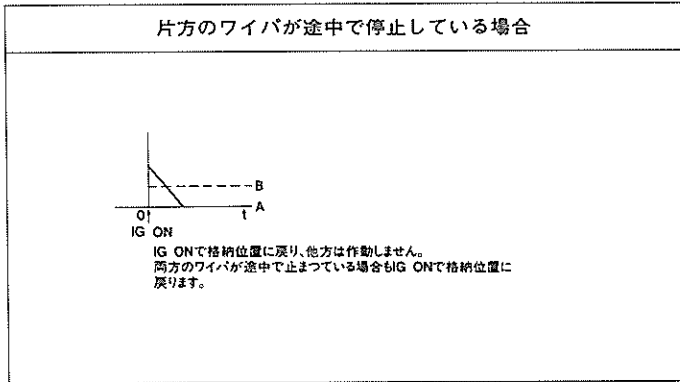 片方のワイパが途中で停止している場合
B
A
0
t
IG ON
IG ONで格納位置に戻り、他方は作動しません。
両方のワイパが途中で止まつている場合もIG ONで格納位置に
戻ります。